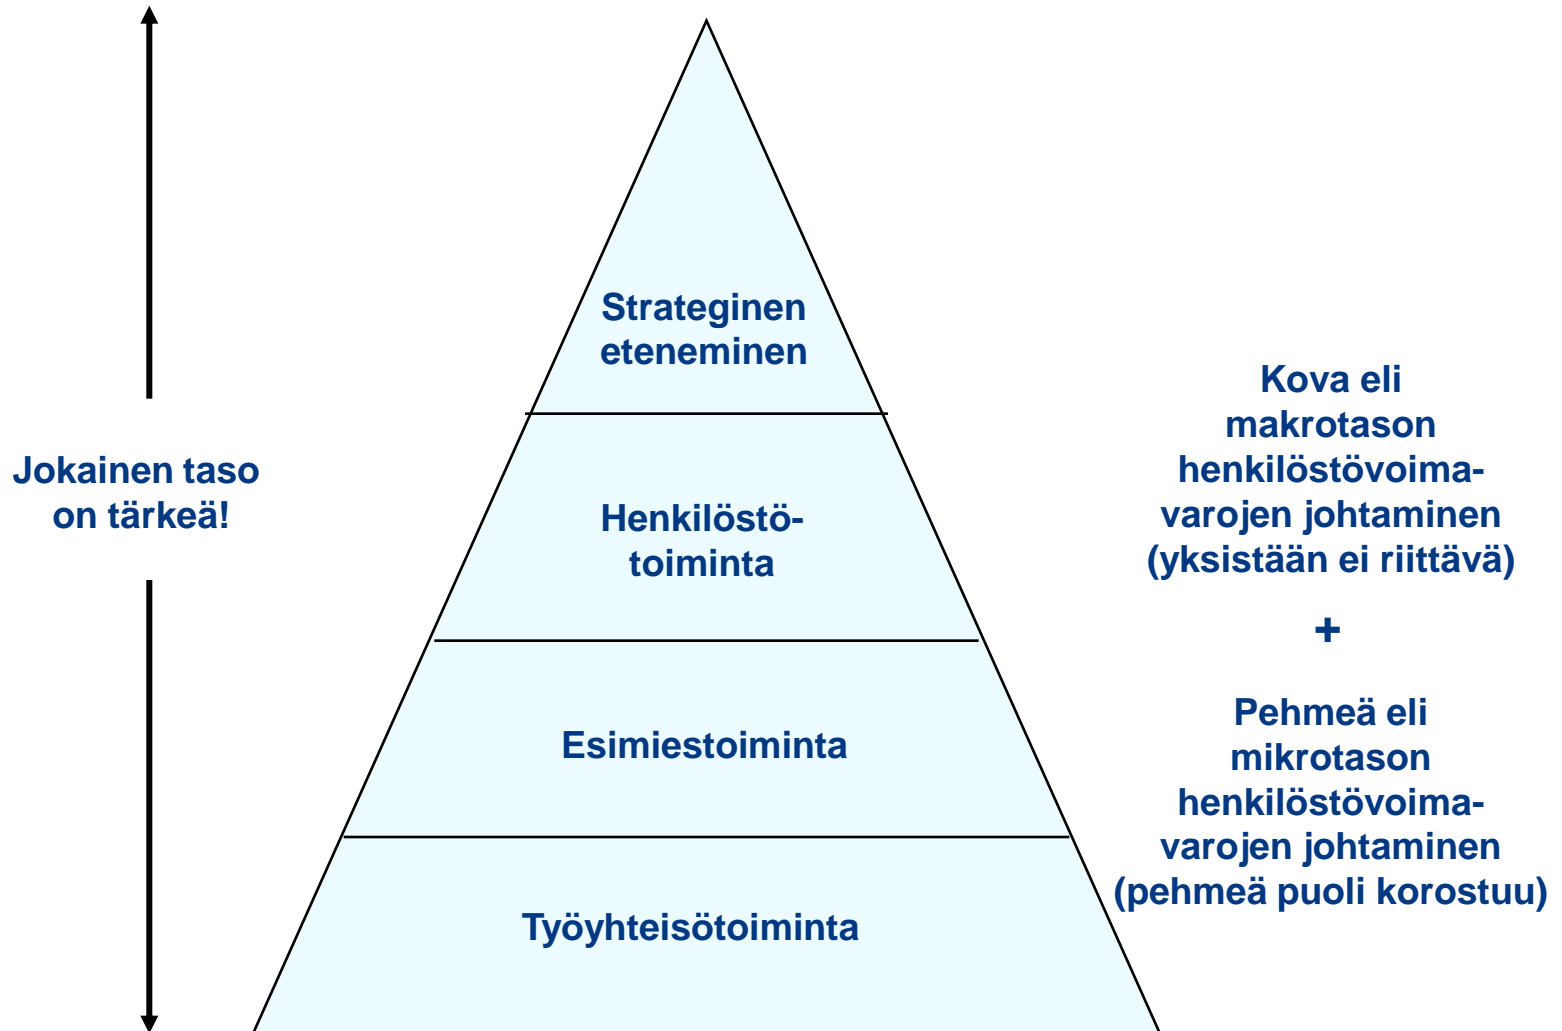 Jokainen taso
on tärkeä!
Strateginen
eteneminen
Henkilöstö-
toiminta
Esimiestoiminta
Työyhteisötoiminta
Kova eli
makrotason
henkilöstövoima-
varojen johtaminen
(yksistään ei riittävä)
+
Pehmeä eli
mikrotason
henkilöstövoima-
varojen johtaminen
(pehmeä puoli korostuu)